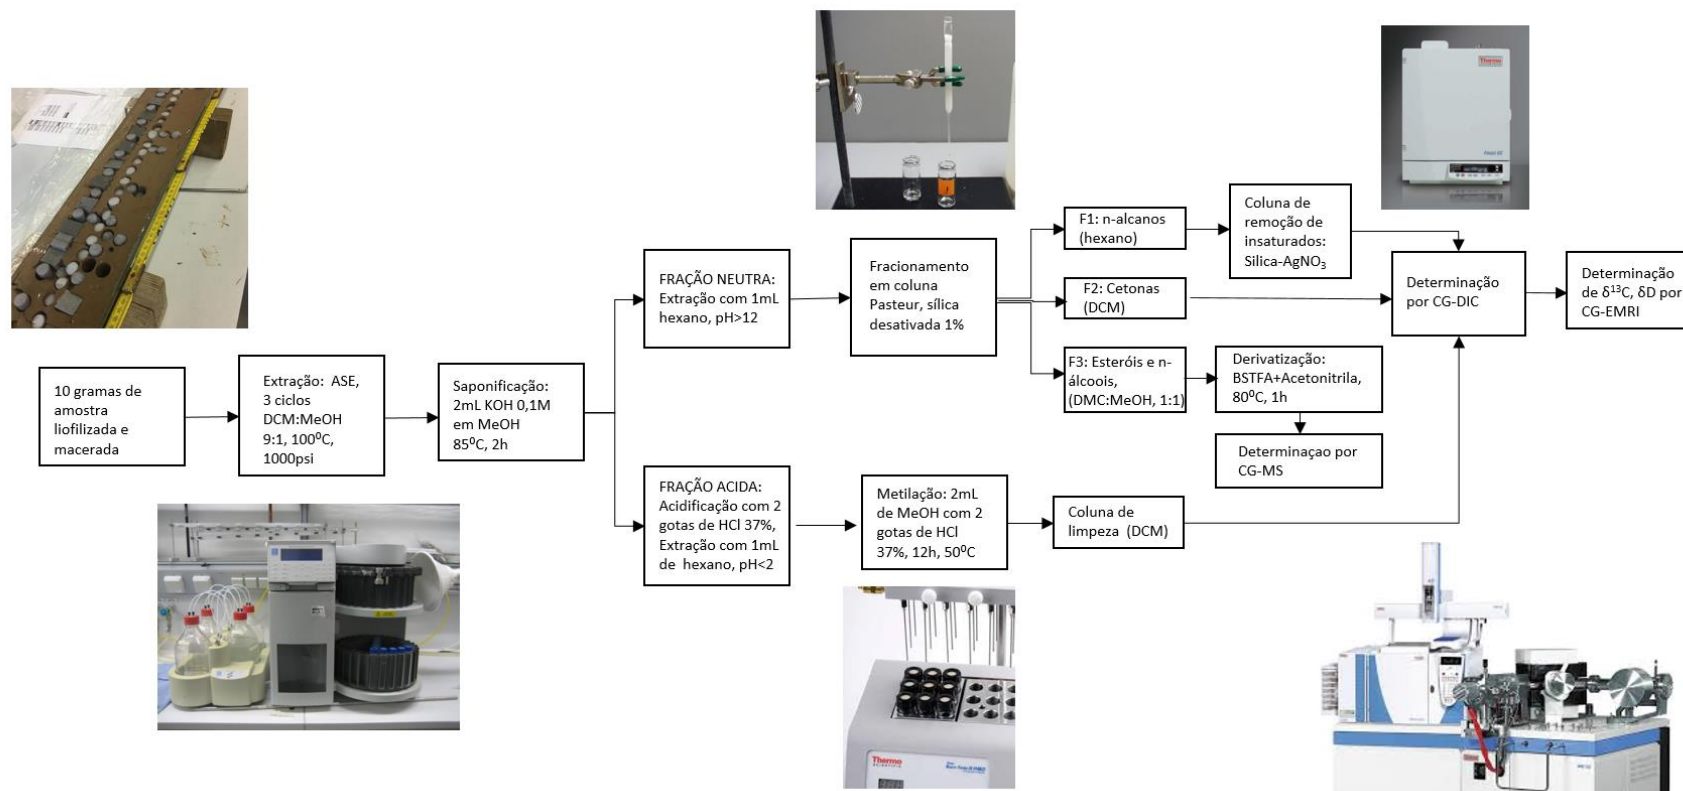 10 gramas de
amostra
liofilizada e
macerada
Extração:  ASE,
3 ciclos
DCM:MeOH
9:1, 100⁰C,
1000psi
Saponificação:
2mL KOH 0,1M
em MeOH
85⁰C, 2h
FRAÇÃO NEUTRA:
Extração com 1mL
hexano, pH>12
Fracionamento
em coluna
Pasteur, sílica
desativada 1%
F1: n-alcanos
(hexano)
Coluna de
remoção de
insaturados:
Silica-AgNO₃
F2: Cetonas
(DCM)
F3: Esteróis e n-
álcoois,
(DMC:MeOH, 1:1)
Derivatização:
BSTFA+Acetonitrila,
80⁰C, 1h
Determinaçao por
CG-MS
FRAÇÃO ACIDA:
Acidificação com 2
gotas de HCl 37%,
Extração com 1mL
de  hexano, pH<2
Metilação: 2mL
de MeOH com 2
gotas de HCl
37%, 12h, 50⁰C
Coluna de
limpeza  (DCM)
Determinação
por CG-DIC
Determinação
de δ¹³C, δD por
CG-EMRI
Thermo
Thermo
SCIENTIFIC